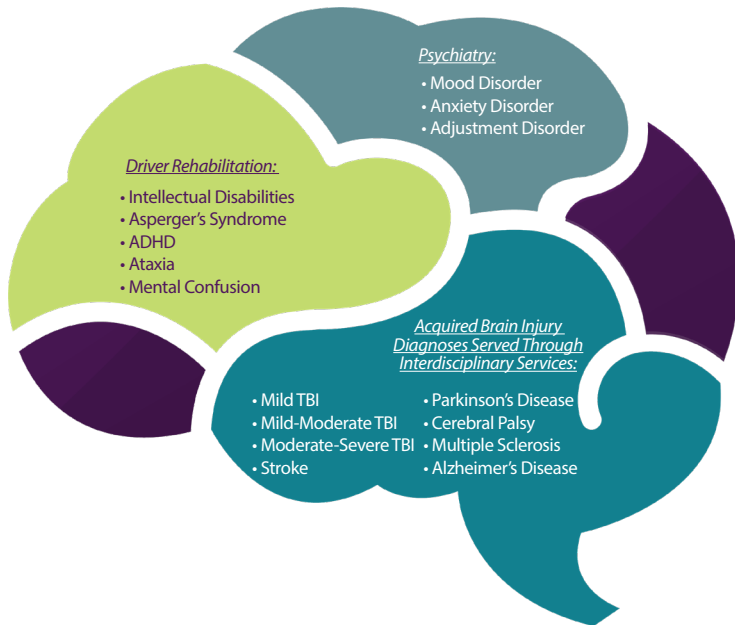 Psychiatry:
• Mood Disorder
• Anxiety Disorder
• Adjustment Disorder
Driver Rehabilitation:
• Intellectual Disabilities
• Asperger’s Syndrome
• ADHD
• Ataxia
• Mental Confusion
Acquired Brain Injury
Diagnoses Served Through
Interdisciplinary Services:
• Mild TBI
• Mild-Moderate TBI
• Moderate-Severe TBI
• Stroke
• Parkinson’s Disease
• Cerebral Palsy
• Multiple Sclerosis
• Alzheimer’s Disease